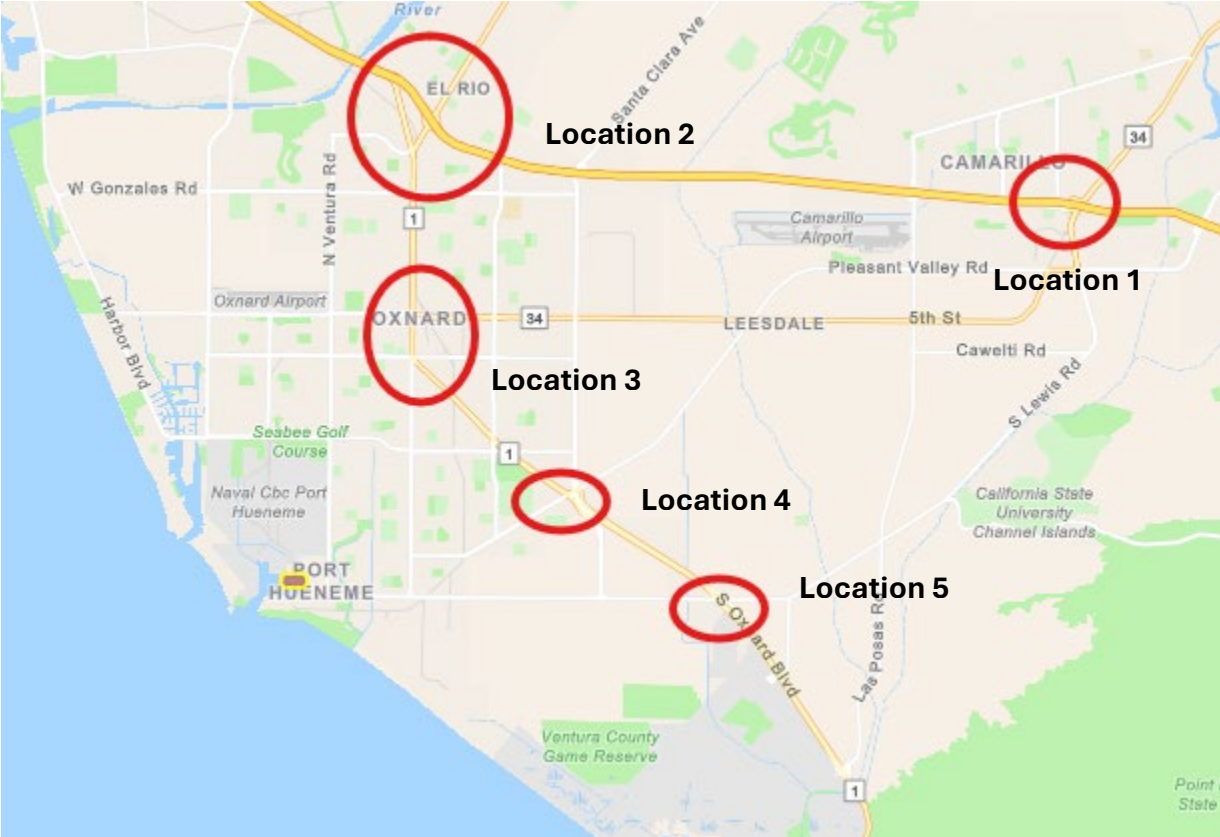 River
Santa Clara Ave
EL RIO
Location 2
34
CAMARILLO
N Ventura Rd
W Gonzales Rd
1
Camarillo
Airport
Pleasant Valley Rd
Location 1
Oxnard Airport
Harbor Blvd
OXNARD
34
LEESDALE
5th St
Cawelti Rd
Location 3
S Lewis Rd
Seabee Golf
Course
1
Naval Cbc Port
Hueneme
Location 4
California State
University
Channel Islands
PORT
HUENEME
Location 5
S Oxnard Blvd
Las Posas Rd
Ventura County
Game Reserve
1
Point
State